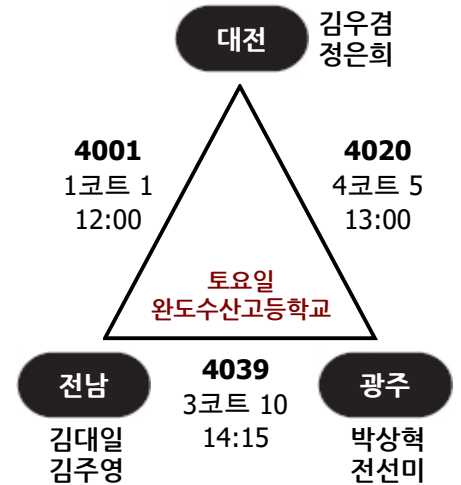 대전
김우겸
정은희
4001
1코트 1
12:00
4020
4코트 5
13:00
토요일
완도수산고등학교
전남
김대일
김주영
4039
3코트 10
14:15
광주
박상혁
전선미